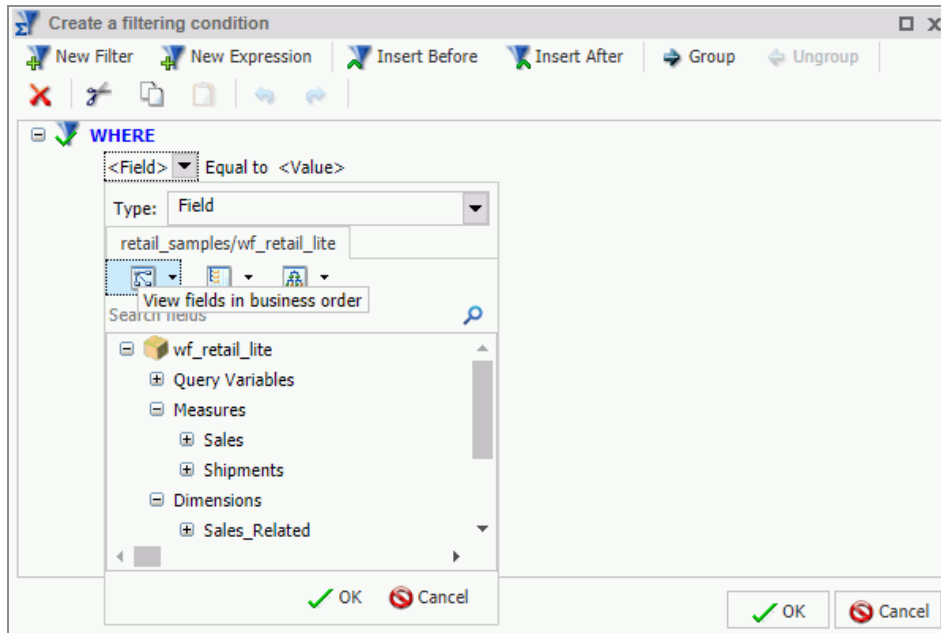 Create a filtering condition
New Filter New Expression Insert Before Insert After Group Ungroup
WHERE
<Field> Equal to <Value>
Type: Field
retail_samples/wf_retail_lite
View fields in business order
Search fields
wf_retail_lite
Query Variables
Measures
Sales
Shipments
Dimensions
Sales_Related
OK Cancel
OK Cancel